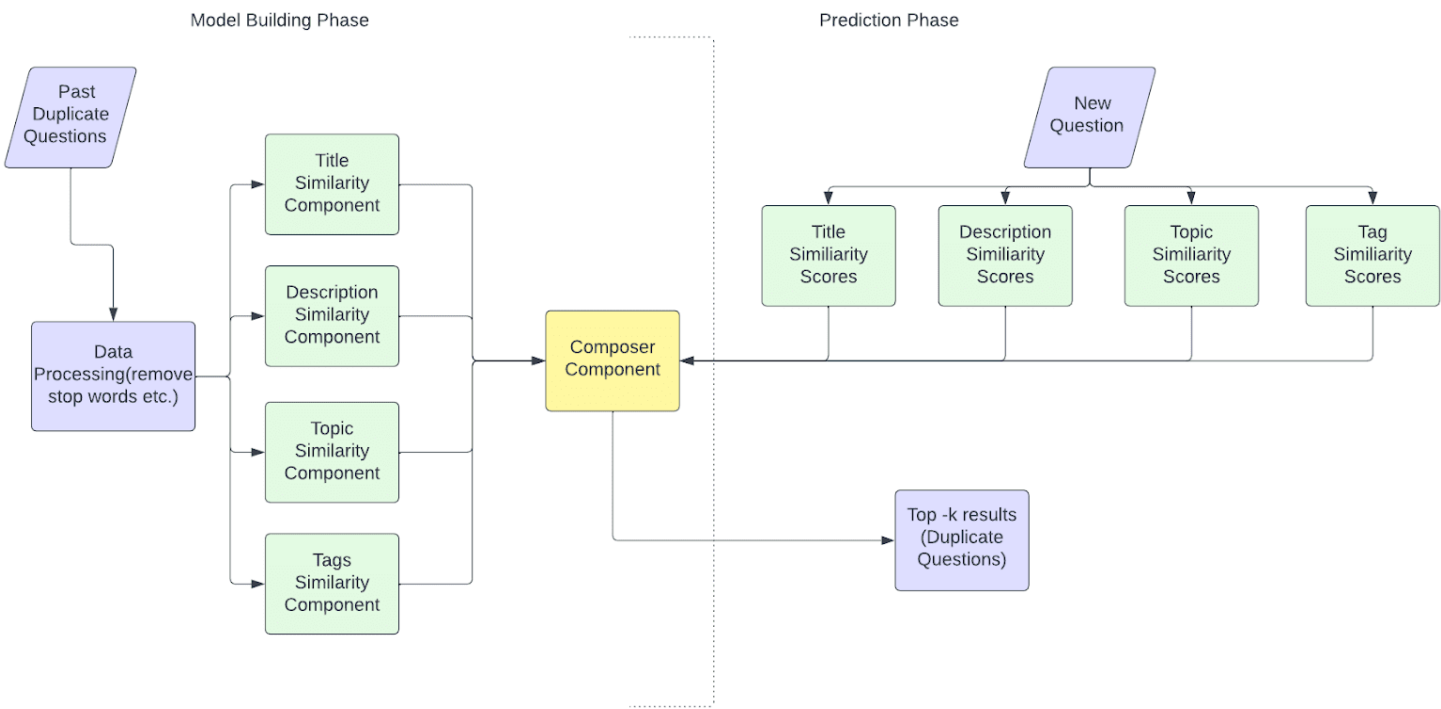 Model Building Phase
Prediction Phase
Past
Duplicate
Questions
Data
Processing(remove
stop words etc.)
Title
Similarity
Component
Description
Similarity
Component
Topic
Similarity
Component
Tags
Similarity
Component
Composer
Component
New
Question
Title
Similiarity
Scores
Description
Similiarity
Scores
Topic
Similiarity
Scores
Tag
Similiarity
Scores
Top -k results
(Duplicate
Questions)